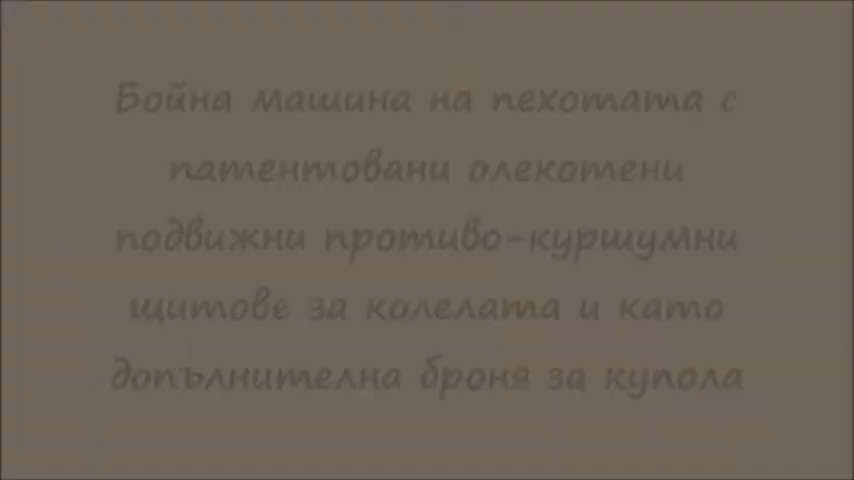 Бойна машина на пехотата с
патентовани олекотени
подвижни противо-куршумни
щитове за колелата и като
допълнителна броня за купола